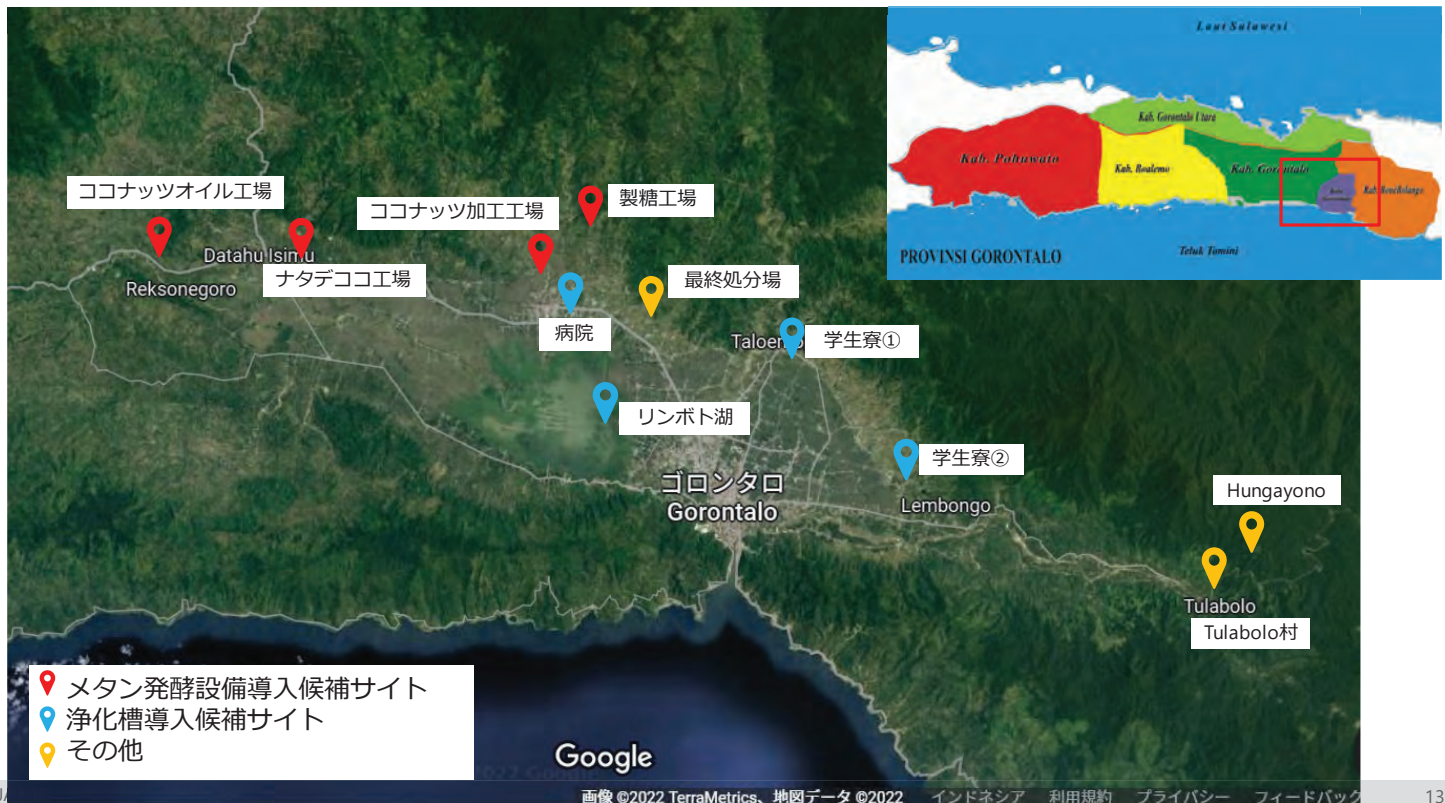 Laut Sulawesi
Kab. Gorontalo Utara
Kab. Pohuwato
Kab. Boalemo
Kab. Gorontalo
Kab. BoneBolango
PROVINSI GORONTALO
Teluk Tomini
ココナッツオイル工場
ココナッツ加工工場
製糖工場
Datahu Isimu
Reksonegoro
ナタデココ工場
最終処分場
病院
学生寮①
リンボト湖
学生寮②
ゴロンタロ
Gorontalo
Lembongo
Hungayono
Tulabolo
Tulabolo村
メタン発酵設備導入候補サイト
浄化槽導入候補サイト
その他
Google
画像 ©2022 TerraMetrics、地図データ ©2022 インドネシア 利用規約 プライバシー フィードバック
13